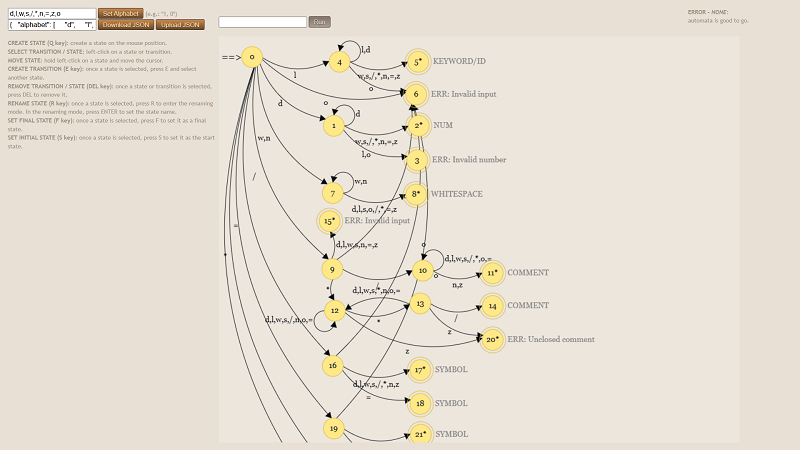 d,l,w,s,/,*,n,=,z,o
Set Alphabet
(e.g.: "1, 0")
{ "alphabet": [ "d", "l",
Download JSON
Upload JSON
Run
ERROR - NONE:
automata is good to go.
CREATE STATE (Q key): create a state on the mouse position.
SELECT TRANSITION / STATE: left-click on a state or transition.
MOVE STATE: hold left-click on a state and move the cursor.
CREATE TRANSITION (E key): once a state is selected, press E and select
another state.
REMOVE TRANSITION / STATE (DEL key): once a state or transition is selected,
press DEL to remove it.
RENAME STATE (R key): once a state is selected, press R to enter the renaming
mode. In the renaming mode, press ENTER to set the state name.
SET FINAL STATE (F key): once a state is selected, press F to set it as a final
state.
SET INITIAL STATE (S key): once a state is selected, press S to set it as the start
state.
==> 0
l,d
4
5* KEYWORD/ID
w,s,/,*,n,=,z
l
o
6 ERR: Invalid input
d
o
d
1
2* NUM
w,n
w,s,/,*,n,=,z
l,o
3 ERR: Invalid number
/
w,n
7
8* WHITESPACE
d,l,s,o,/,*,=,z
15* ERR: Invalid input
=
*
d,l,w,s,n,=,z
o
d,l,w,s,/,*,o,=
9
10
o
11* COMMENT
n,z
*
d,l,w,s,/,n,o,=
13
14 COMMENT
12
d,l,w,s,/,n,o,=
*
/
z
20* ERR: Unclosed comment
z
16
17* SYMBOL
d,l,w,s,/,*,n,z
=
18 SYMBOL
19
21* SYMBOL